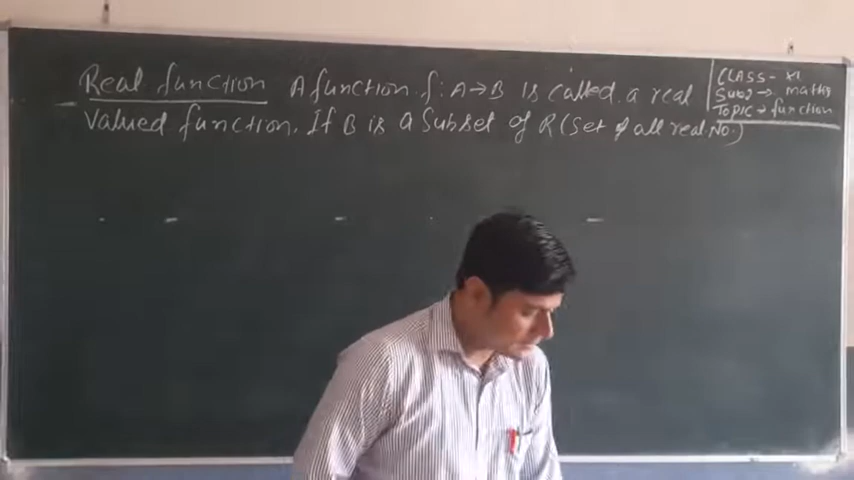 Real function A function f: A→B is called a real
Valued function. If B is a Subset of R (Set of all real No.)
CLASS - XI
Sub → maths
Topic → function